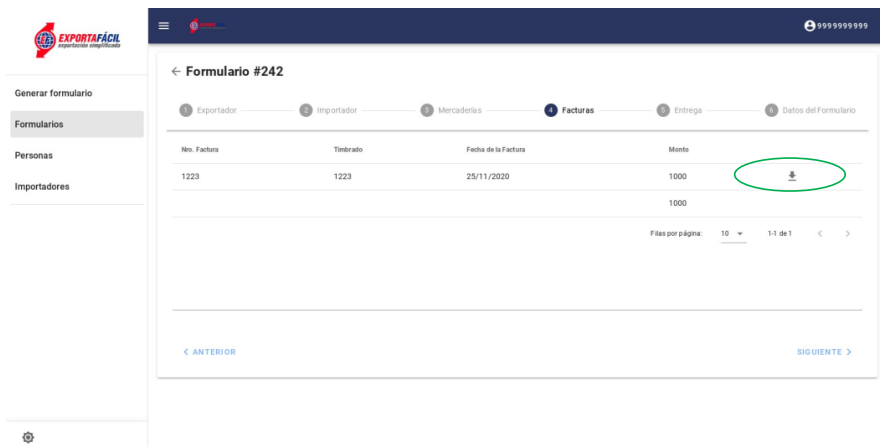 EXPORTAFÁCIL
exportación simplificada
9999999999
Generar formulario
Formularios
Personas
Importadores
Formulario #242
1 Exportador
2 Importador
3 Mercaderías
4 Facturas
5 Entrega
6 Datos del Formulario
Nro. Factura Timbrado Fecha de la Factura Monto
1223 1223 25/11/2020 1000
1000
Filas por página: 10 1-1 de 1
ANTERIOR SIGUIENTE